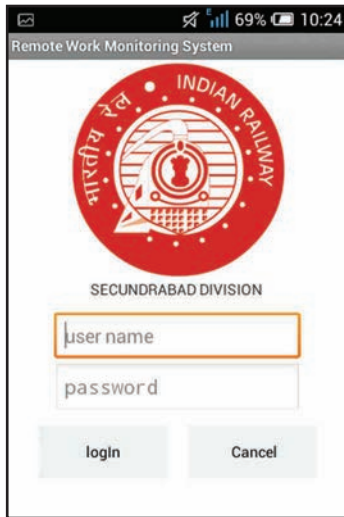 E 69% 10:24
Remote Work Monitoring System
भारतीय रेल INDIAN RAILWAY
SECUNDRABAD DIVISION
user name
password
logIn Cancel